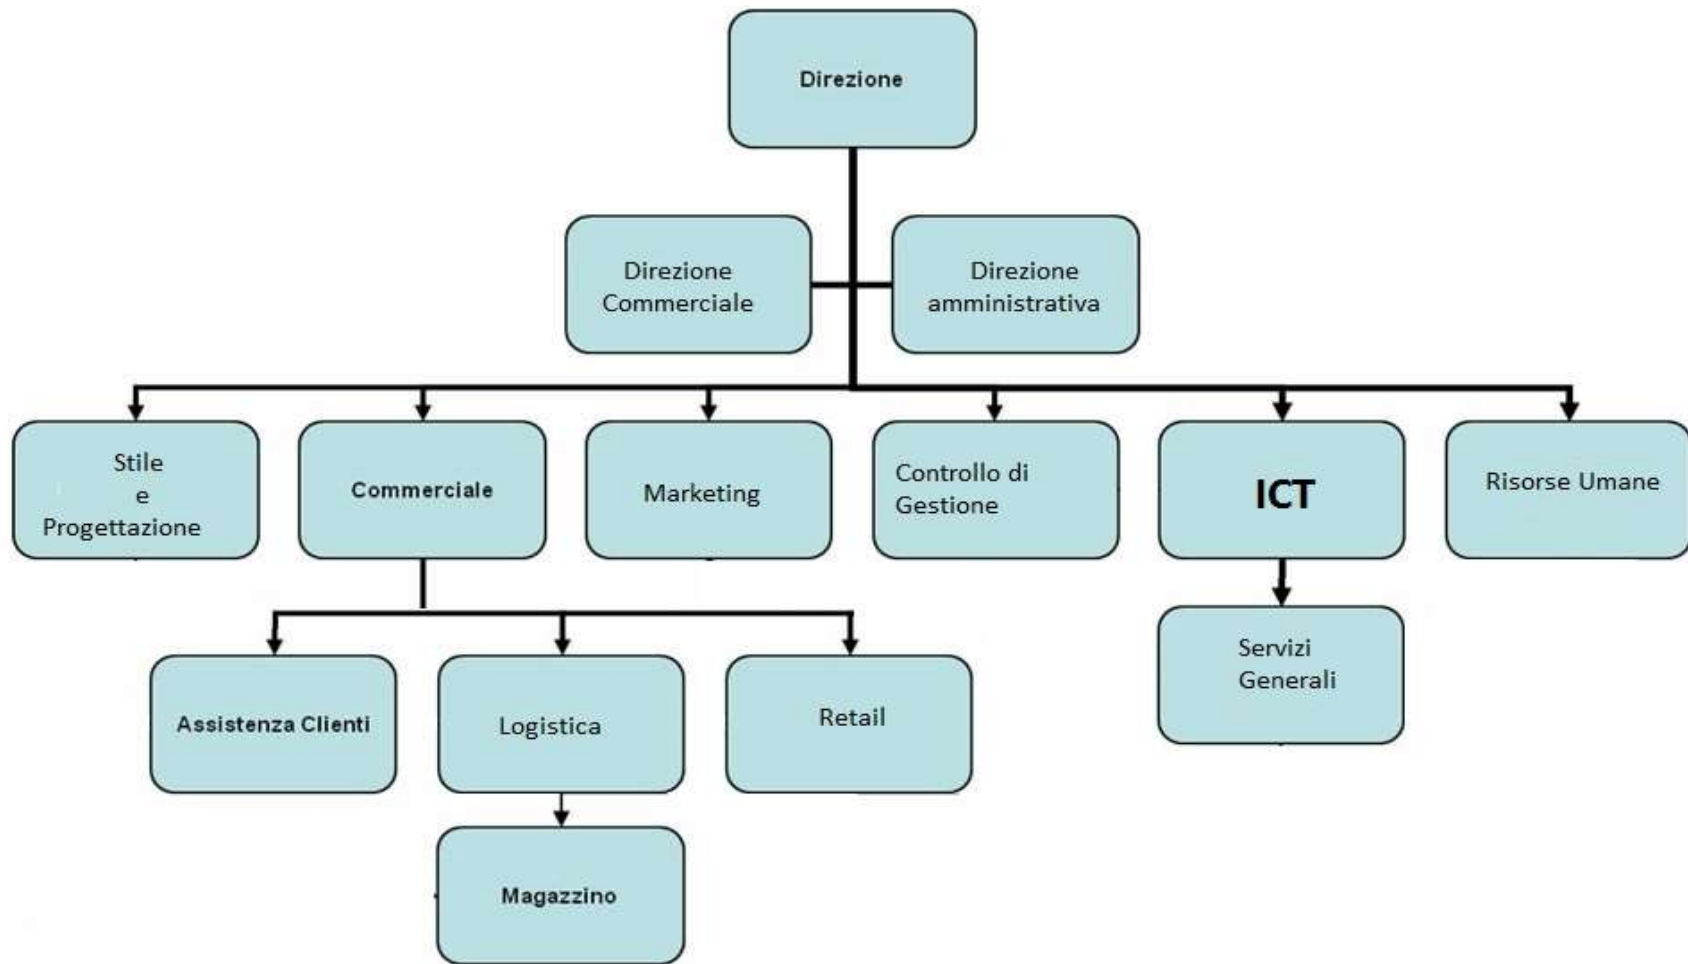 Direzione
Direzione
Commerciale
Direzione
amministrativa
Stile
e
Progettazione
Commerciale
Marketing
Controllo di
Gestione
ICT
Risorse Umane
Assistenza Clienti
Logistica
Retail
Servizi
Generali
Magazzino